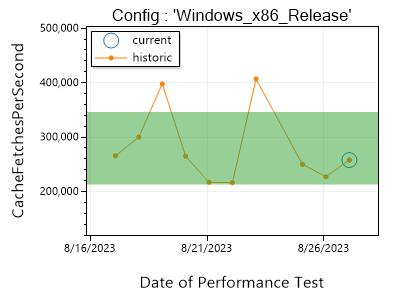 Config : 'Windows_x86_Release'
current
historic
CacheFetchesPerSecond
500,000
400,000
300,000
200,000
8/16/2023
8/21/2023
8/26/2023
Date of Performance Test